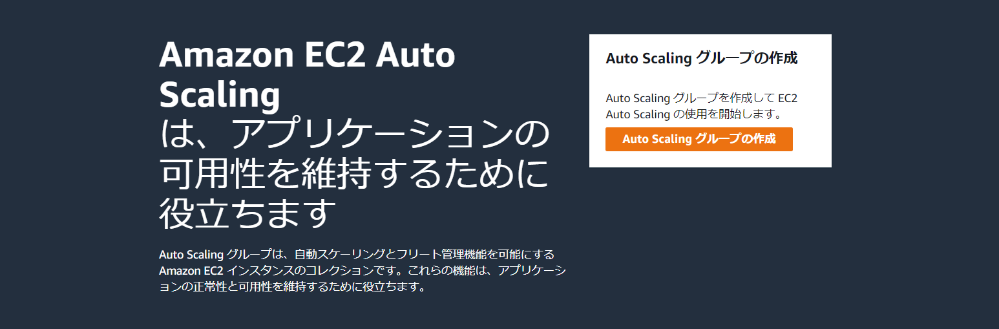 Amazon EC2 Auto
Scaling
は、アプリケーションの
可用性を維持するために
役立ちます
Auto Scaling グループは、自動スケーリングとフリート管理機能を可能にする
Amazon EC2 インスタンスのコレクションです。これらの機能は、アプリケーシ
ョンの正常性と可用性を維持するために役立ちます。
Auto Scaling グループの作成
Auto Scaling グループを作成して EC2
Auto Scaling の使用を開始します。
Auto Scaling グループの作成